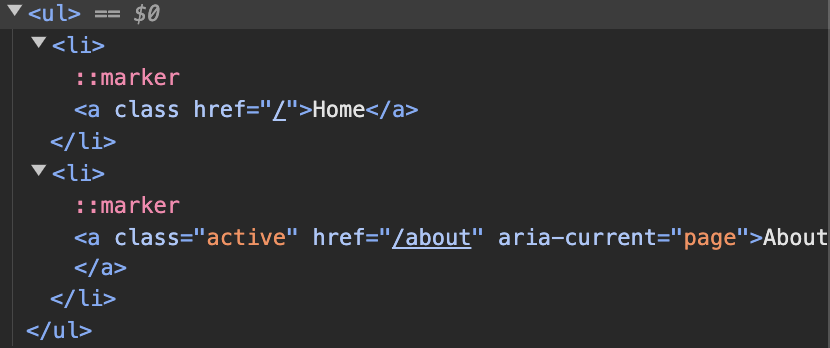 <ul> == $0
<li>
::marker
<a class href="/">Home</a>
</li>
<li>
::marker
<a class="active" href="/about" aria-current="page">About
</a>
</li>
</ul>